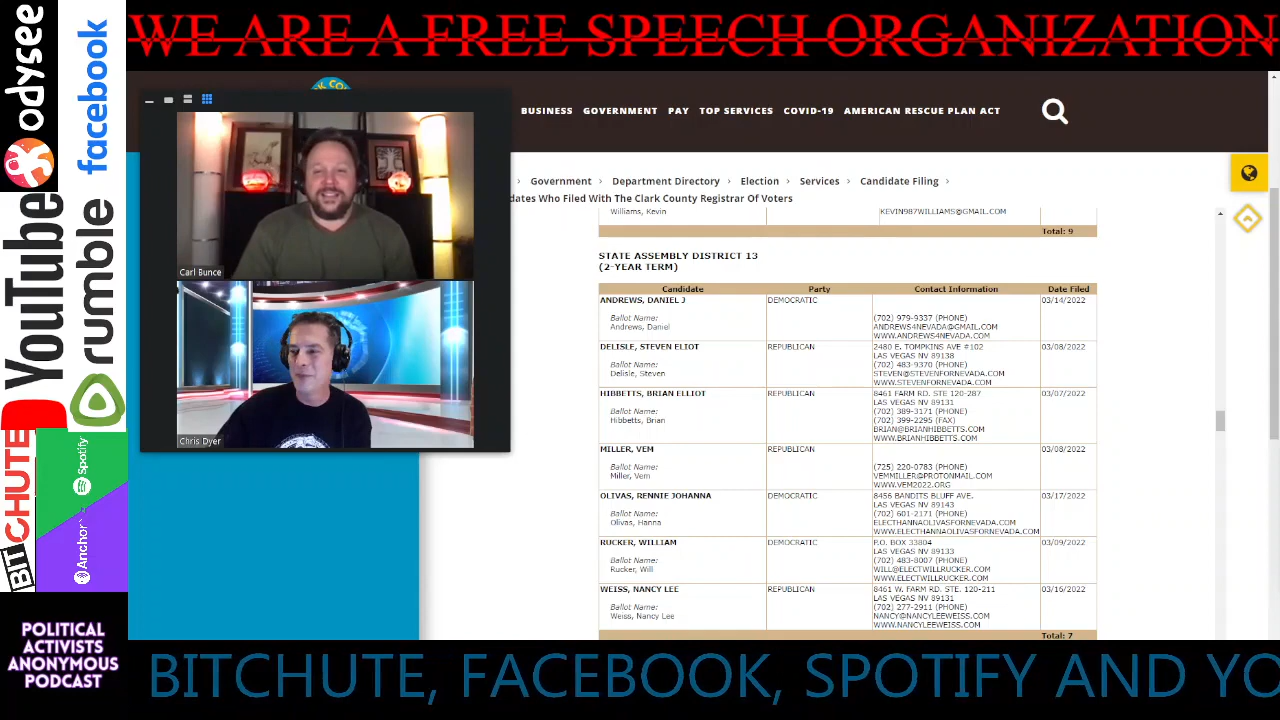 WE ARE A FREE SPEECH ORGANIZATION
odysee
facebook
YouTube
rumble
BITCHUTE
Spotify
Anchor
POLITICAL
ACTIVISTS
ANONYMOUS
PODCAST
BUSINESS GOVERNMENT PAY TOP SERVICES COVID-19 AMERICAN RESCUE PLAN ACT
Carl Bunce
Chris Dyer
› Government › Department Directory › Election › Services › Candidate Filing ›
dates Who Filed With The Clark County Registrar Of Voters
Williams, Kevin KEVIN987WILLIAMS@GMAIL.COM
Total: 9
STATE ASSEMBLY DISTRICT 13
(2-YEAR TERM)
Candidate Party Contact Information Date Filed
ANDREWS, DANIEL J DEMOCRATIC 03/14/2022
Ballot Name: (702) 979-9337 (PHONE)
Andrews, Daniel ANDREWS4NEVADA@GMAIL.COM
WWW.ANDREWS4NEVADA.COM
DELISLE, STEVEN ELIOT REPUBLICAN 2480 E. TOMPKINS AVE #102 03/08/2022
LAS VEGAS NV 89138
Ballot Name: (702) 483-9370 (PHONE)
Delisle, Steven STEVEN@STEVENFORNEVADA.COM
WWW.STEVENFORNEVADA.COM
HIBBETTS, BRIAN ELLIOT REPUBLICAN 8461 FARM RD. STE 120-287 03/07/2022
LAS VEGAS NV 89131
Ballot Name: (702) 389-3171 (PHONE)
Hibbetts, Brian (702) 399-2295 (FAX)
BRIAN@BRIANHIBBETTS.COM
WWW.BRIANHIBBETTS.COM
MILLER, VEM REPUBLICAN 03/08/2022
Ballot Name: (725) 220-0783 (PHONE)
Miller, Vem VEMMILLER@PROTONMAIL.COM
WWW.VEM2022.ORG
OLIVAS, RENNIE JOHANNA DEMOCRATIC 8456 BANDITS BLUFF AVE. 03/17/2022
LAS VEGAS NV 89143
Ballot Name: (702) 601-2171 (PHONE)
Olivas, Hanna ELECTHANNAOLIVASFORNEVADA.COM
WWW.ELECTHANNAOLIVASFORNEVADA.COM
RUCKER, WILLIAM DEMOCRATIC P.O. BOX 33804 03/09/2022
LAS VEGAS NV 89133
Ballot Name: (702) 483-8007 (PHONE)
Rucker, Will WILL@ELECTWILLRUCKER.COM
WWW.ELECTWILLRUCKER.COM
WEISS, NANCY LEE REPUBLICAN 8461 W. FARM RD. STE. 120-211 03/16/2022
LAS VEGAS NV 89131
Ballot Name: (702) 277-2911 (PHONE)
Weiss, Nancy Lee NANCY@NANCYLEEWEISS.COM
WWW.NANCYLEEWEISS.COM
Total: 7
BITCHUTE, FACEBOOK, SPOTIFY AND YO